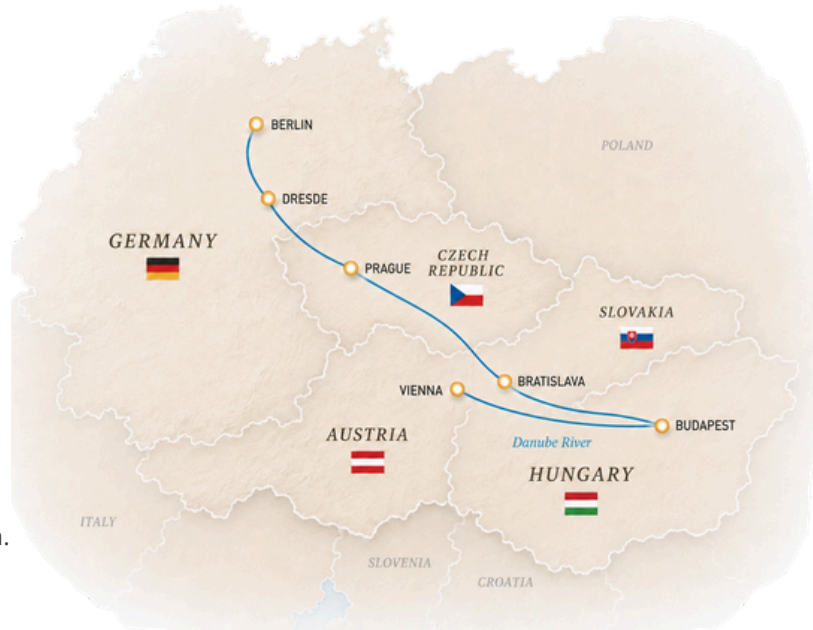 BERLIN
POLAND
DRESDE
GERMANY
CZECH
REPUBLIC
PRAGUE
SLOVAKIA
BRATISLAVA
VIENNA
BUDAPEST
AUSTRIA
Danube River
HUNGARY
ITALY
SLOVENIA
CROATIA